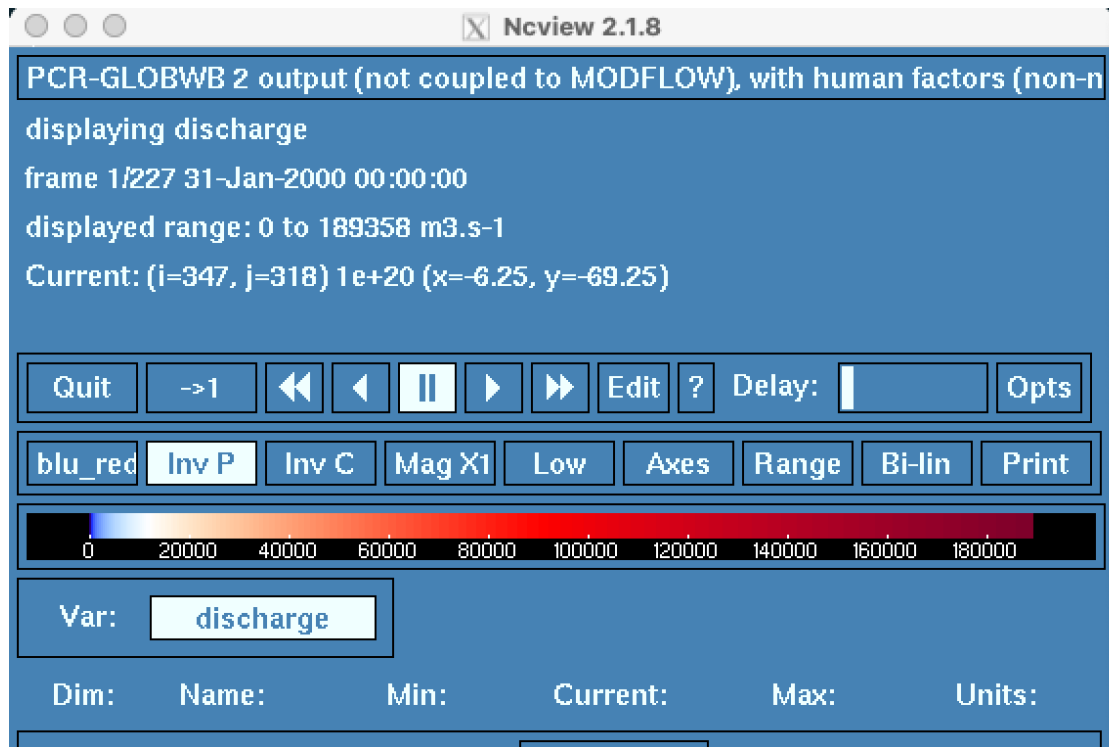 Ncview 2.1.8
PCR-GLOBWB 2 output (not coupled to MODFLOW), with human factors (non-n
displaying discharge
frame 1/227 31-Jan-2000 00:00:00
displayed range: 0 to 189358 m3.s-1
Current: (i=347, j=318) 1e+20 (x=-6.25, y=-69.25)
Quit ->1 Edit ? Delay: Opts
blu_red Inv P Inv C Mag X1 Low Axes Range Bi-lin Print
0 20000 40000 60000 80000 100000 120000 140000 160000 180000
Var: discharge
Dim: Name: Min: Current: Max: Units: